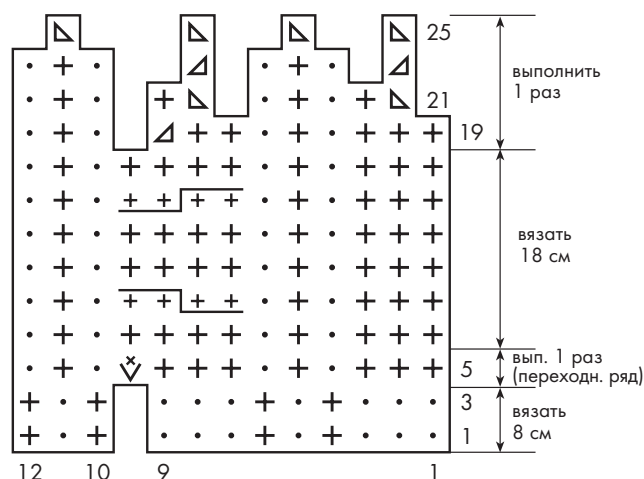 25
выполнить
1 раз
21
19
вязать
18 см
5
вып. 1 раз
(переходн. ряд)
3
вязать
8 см
1
12 10 9 1